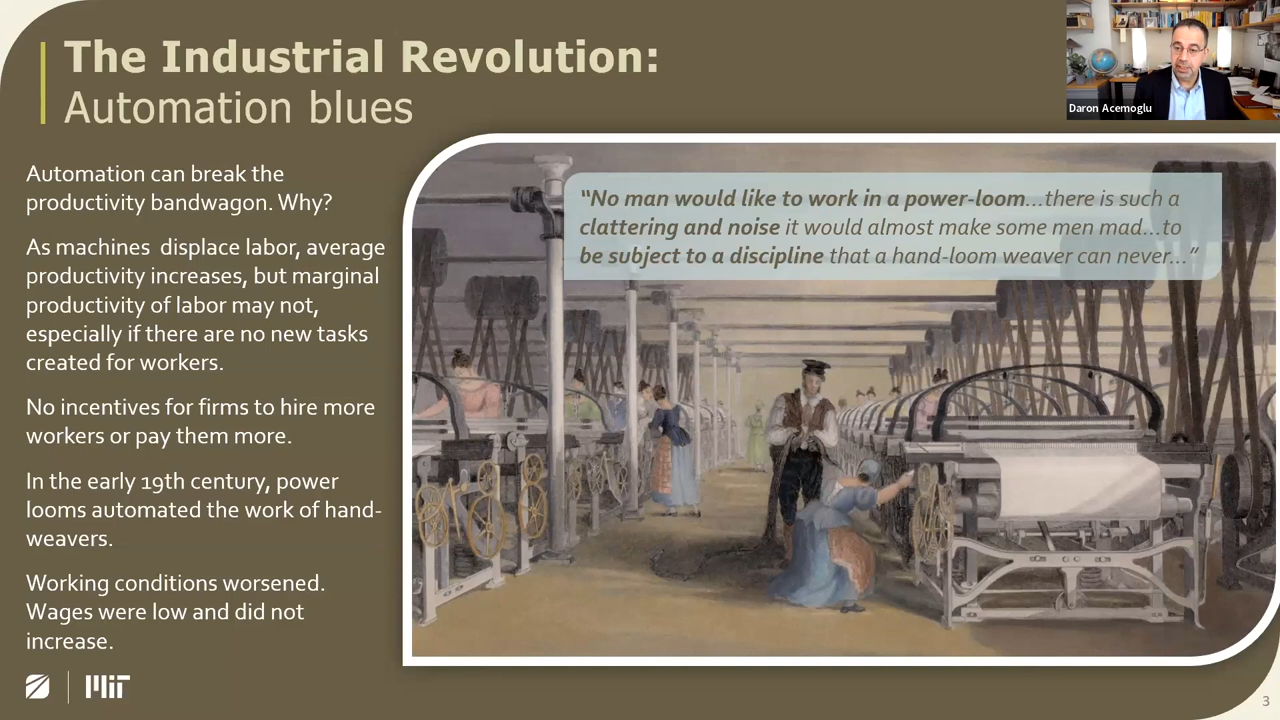 The Industrial Revolution:
Automation blues
Daron Acemoglu
Automation can break the
productivity bandwagon. Why?
As machines  displace labor, average
productivity increases, but marginal
productivity of labor may not,
especially if there are no new tasks
created for workers.
No incentives for firms to hire more
workers or pay them more.
In the early 19th century, power
looms automated the work of hand-
weavers.
Working conditions worsened.
Wages were low and did not
increase.
“No man would like to work in a power-loom...there is such a
clattering and noise it would almost make some men mad...to
be subject to a discipline that a hand-loom weaver can never...”
MIT
3